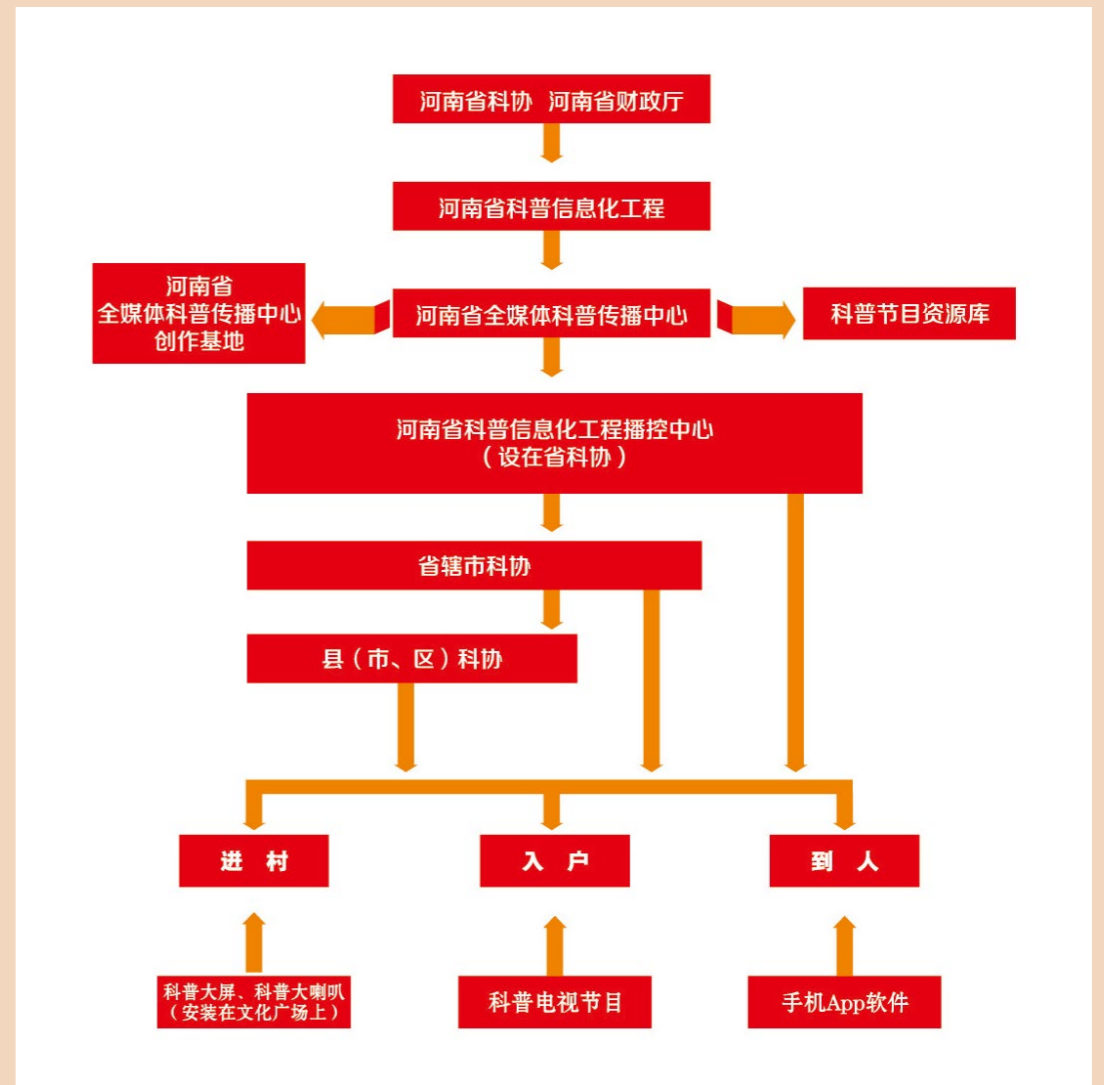 河南省科协 河南省财政厅
河南省科普信息化工程
河南省
全媒体科普传播中心
创作基地
河南省全媒体科普传播中心
科普节目资源库
河南省科普信息化工程播控中心
（设在省科协）
省辖市科协
县（市、区）科协
进 村
入 户
到 人
科普大屏、科普大喇叭
（安装在文化广场上）
科普电视节目
手机App软件